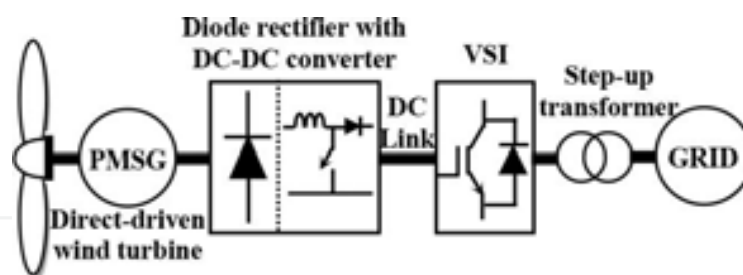 Diode rectifier with
DC-DC converter
VSI
Step-up
transformer
DC
Link
PMSG
GRID
Direct-driven
wind turbine